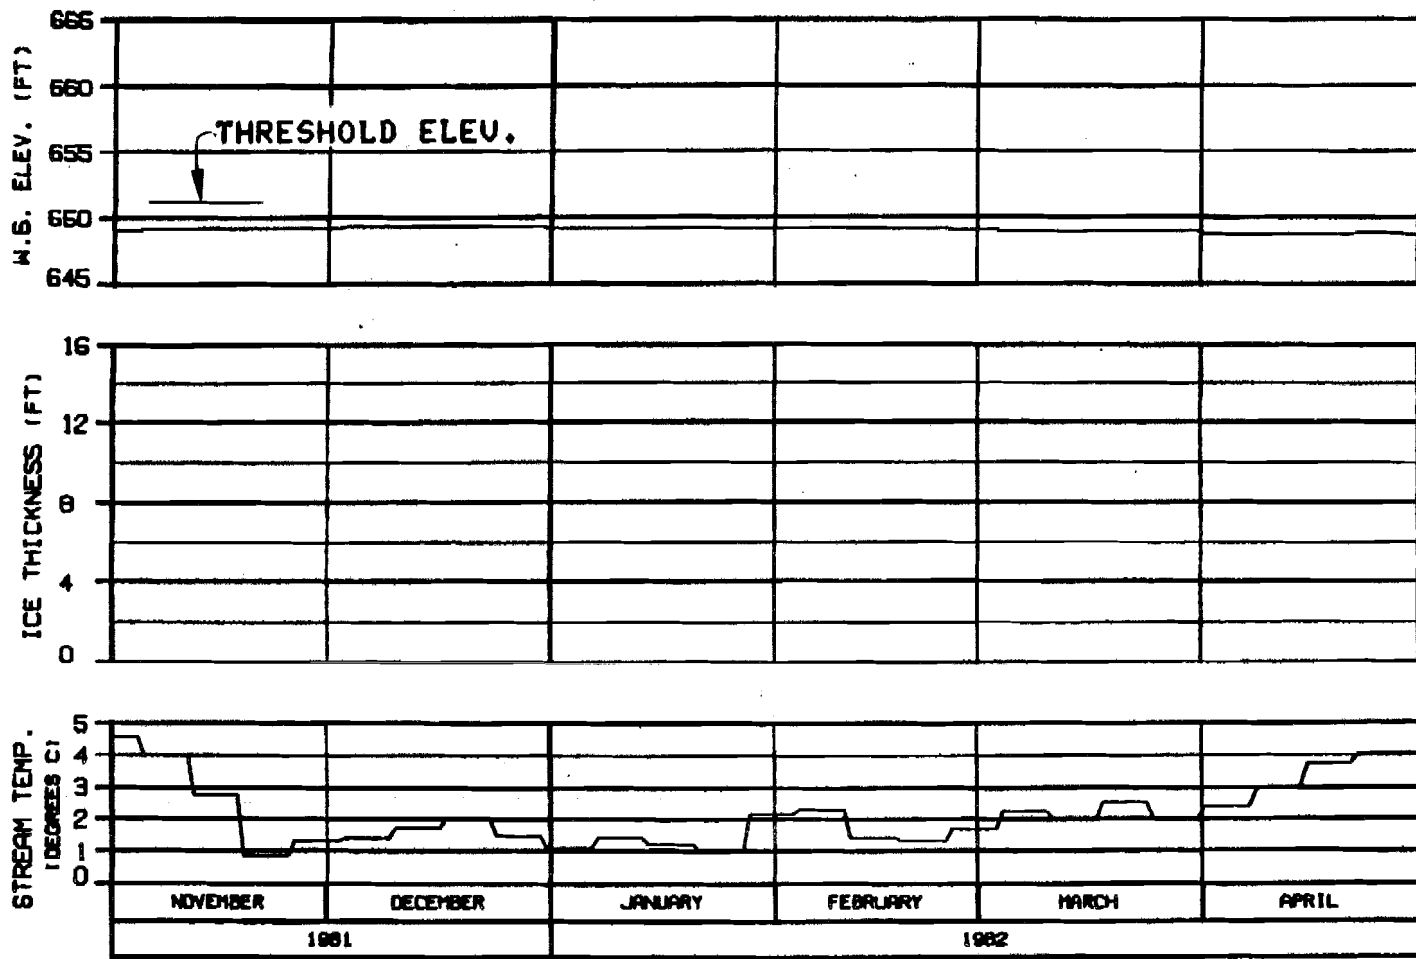 W.S. ELEV. (FT)
665
660
655
650
645
THRESHOLD ELEV.
ICE THICKNESS (FT)
16
12
8
4
0
STREAM TEMP.
(DEGREES C)
5
4
3
2
1
0
NOVEMBER DECEMBER JANUARY FEBRUARY MARCH APRIL
1981 1982